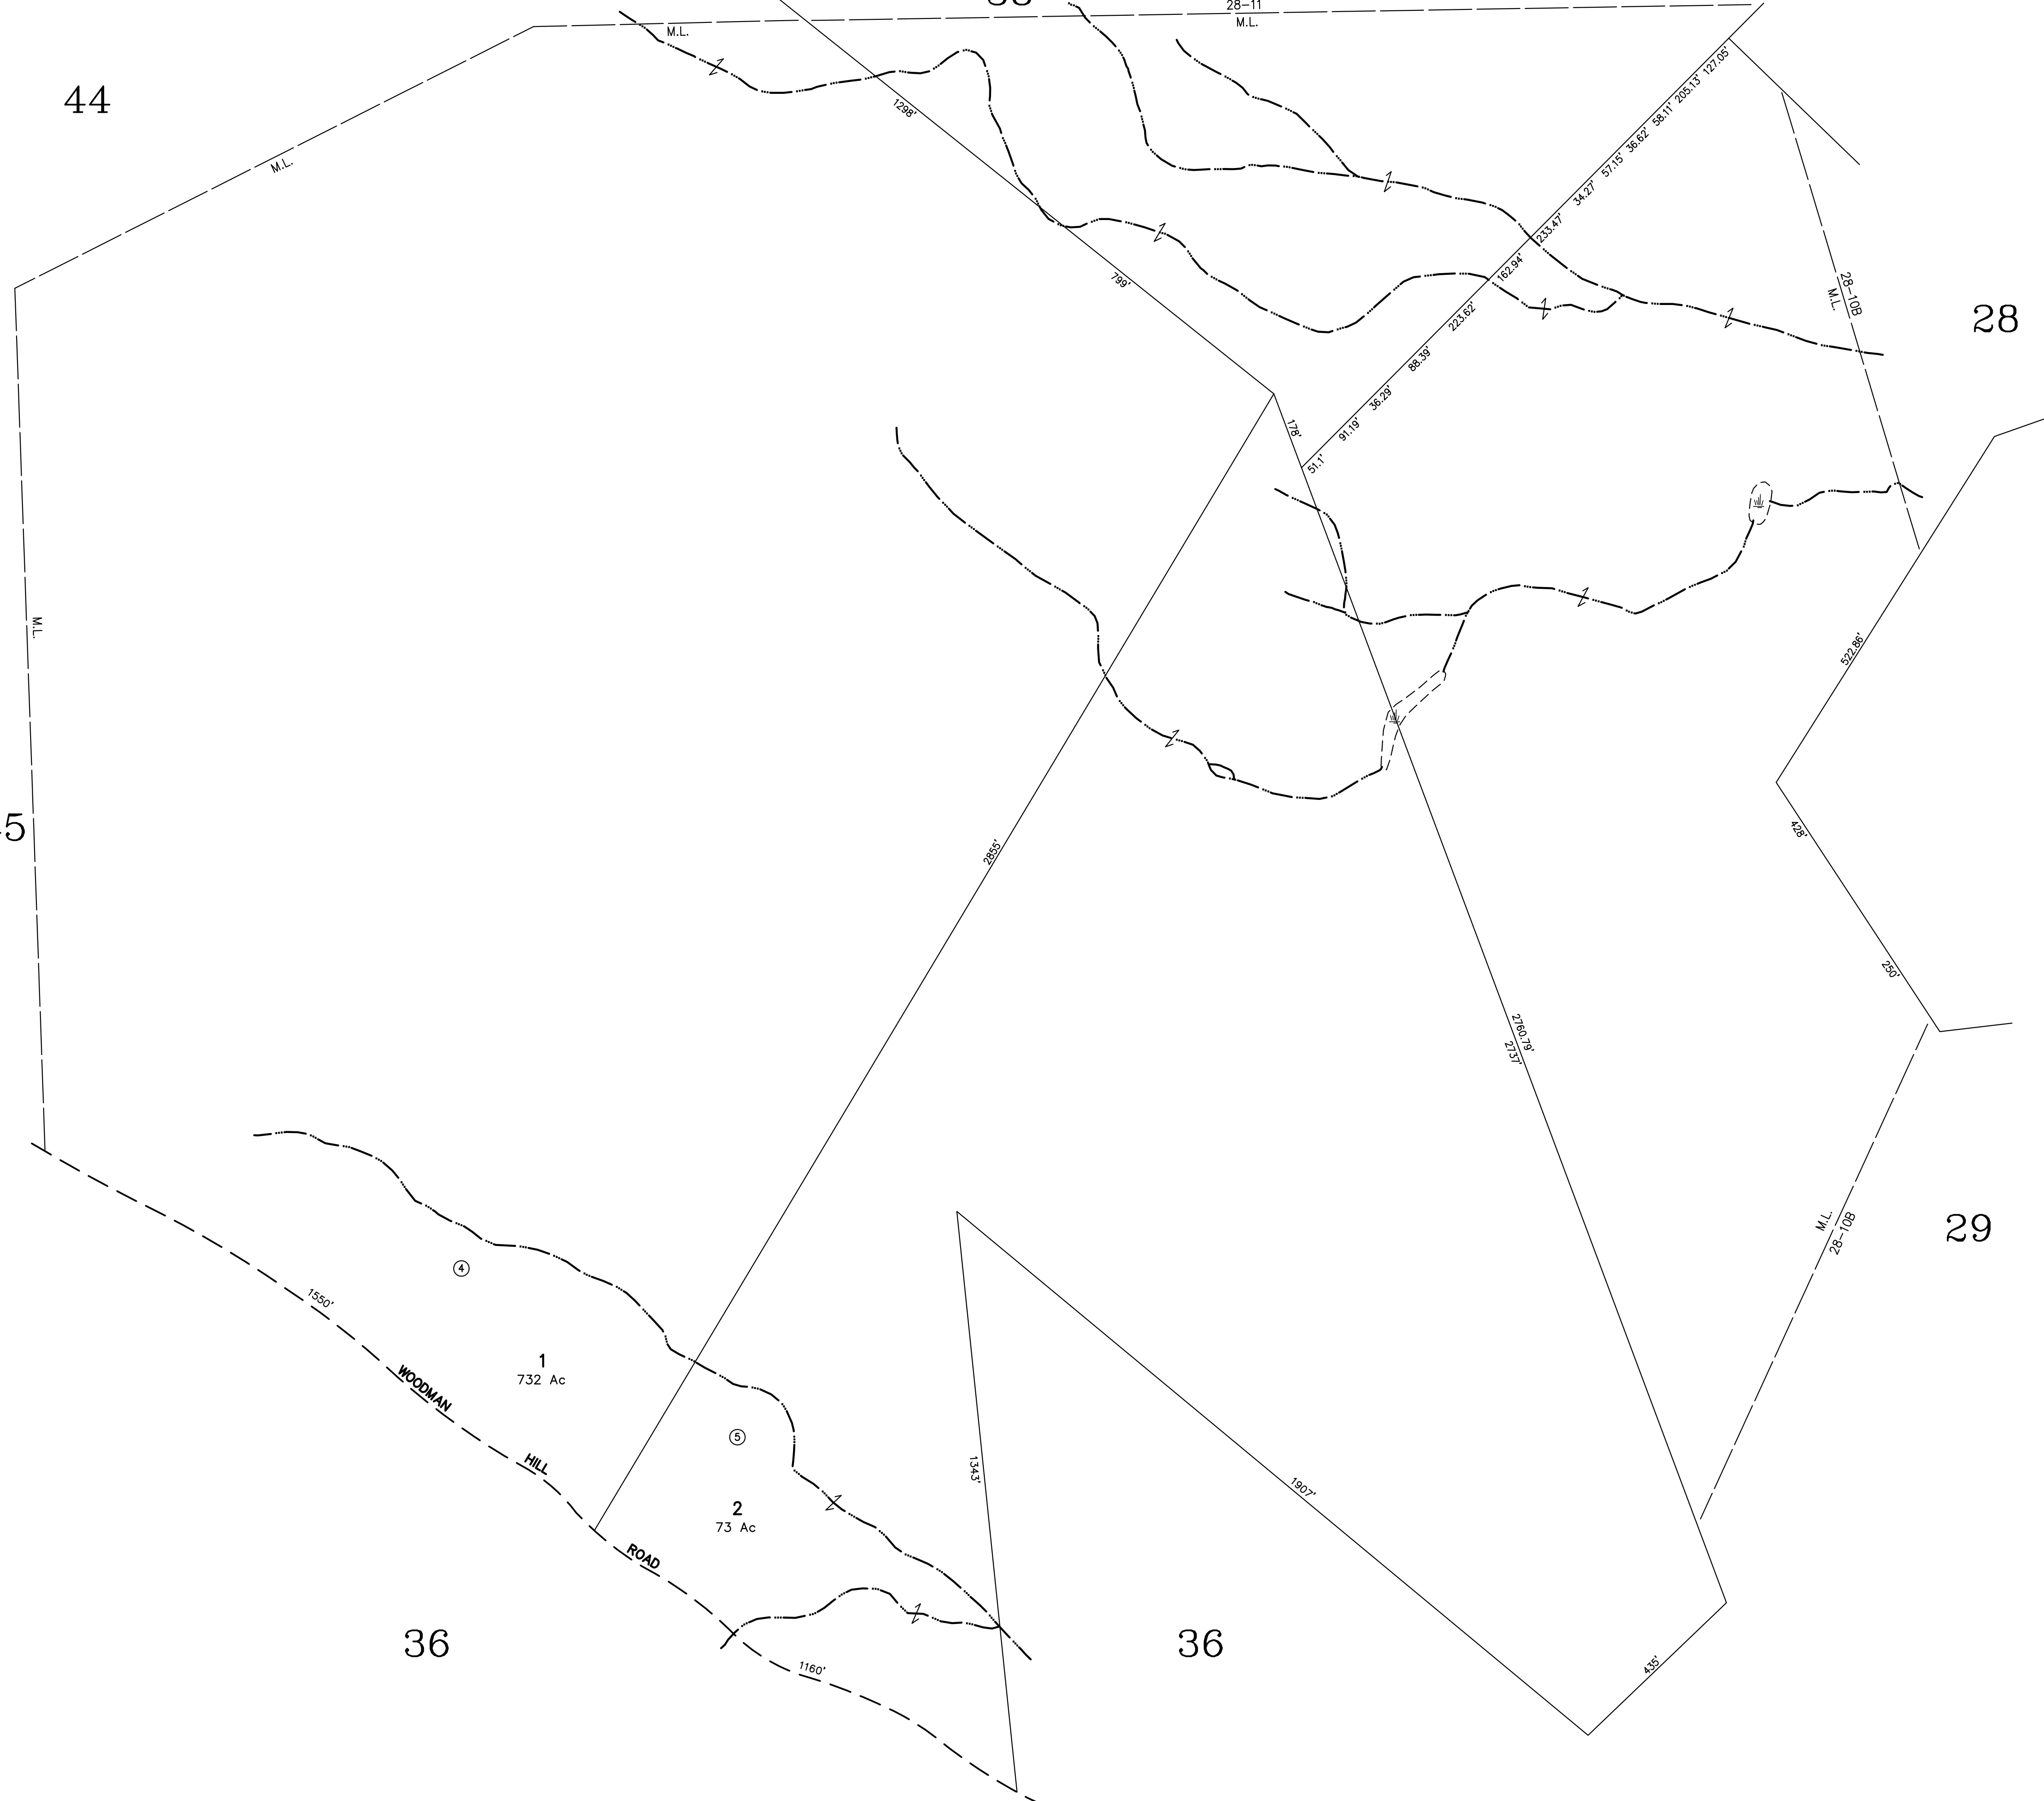 28-11
M.L.
M.L.
44
M.L.
1298'
127.05'
205.13'
58.11'
36.62'
57.15'
34.27'
233.47'
162.94'
223.62'
88.39'
36.29'
91.19'
51.1'
799'
178'
28-10B
M.L.
28
M.L.
522.86'
5
2855'
428'
250'
2760.79'
2737'
M.L.
28-10B
29
4
1550'
1
732 Ac
WOODMAN
HILL
ROAD
5
2
73 Ac
1343'
1907'
36
1160'
36
435'